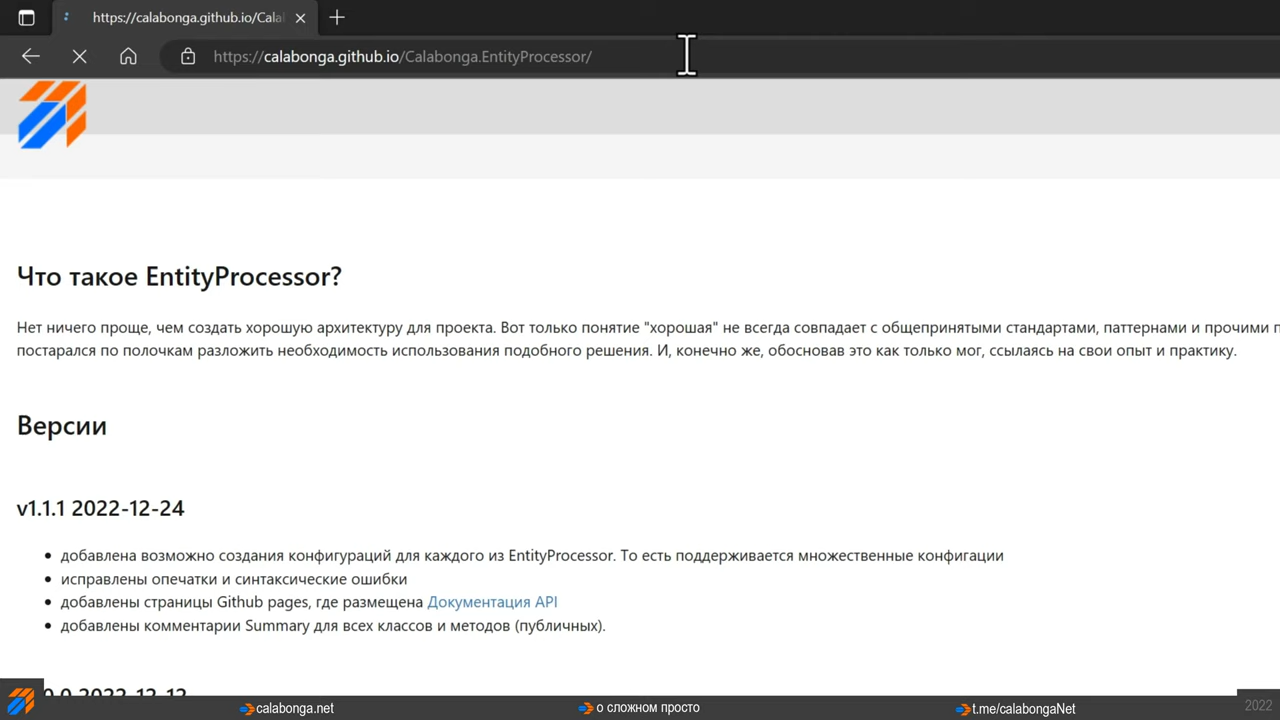 https://calabonga.github.io/Cala
https://calabonga.github.io/Calabonga.EntityProcessor/
Что такое EntityProcessor?
Нет ничего проще, чем создать хорошую архитектуру для проекта. Вот только понятие "хорошая" не всегда совпадает с общепринятыми стандартами, паттернами и прочими
постарался по полочкам разложить необходимость использования подобного решения. И, конечно же, обосновав это как только мог, ссылаясь на свои опыт и практику.
Версии
v1.1.1 2022-12-24
добавлена возможно создания конфигураций для каждого из EntityProcessor. То есть поддерживается множественные конфигации
исправлены опечатки и синтаксические ошибки
добавлены страницы Github pages, где размещена Документация API
добавлены комментарии Summary для всех классов и методов (публичных).
calabonga.net
о сложном просто
t.me/calabongaNet
2022